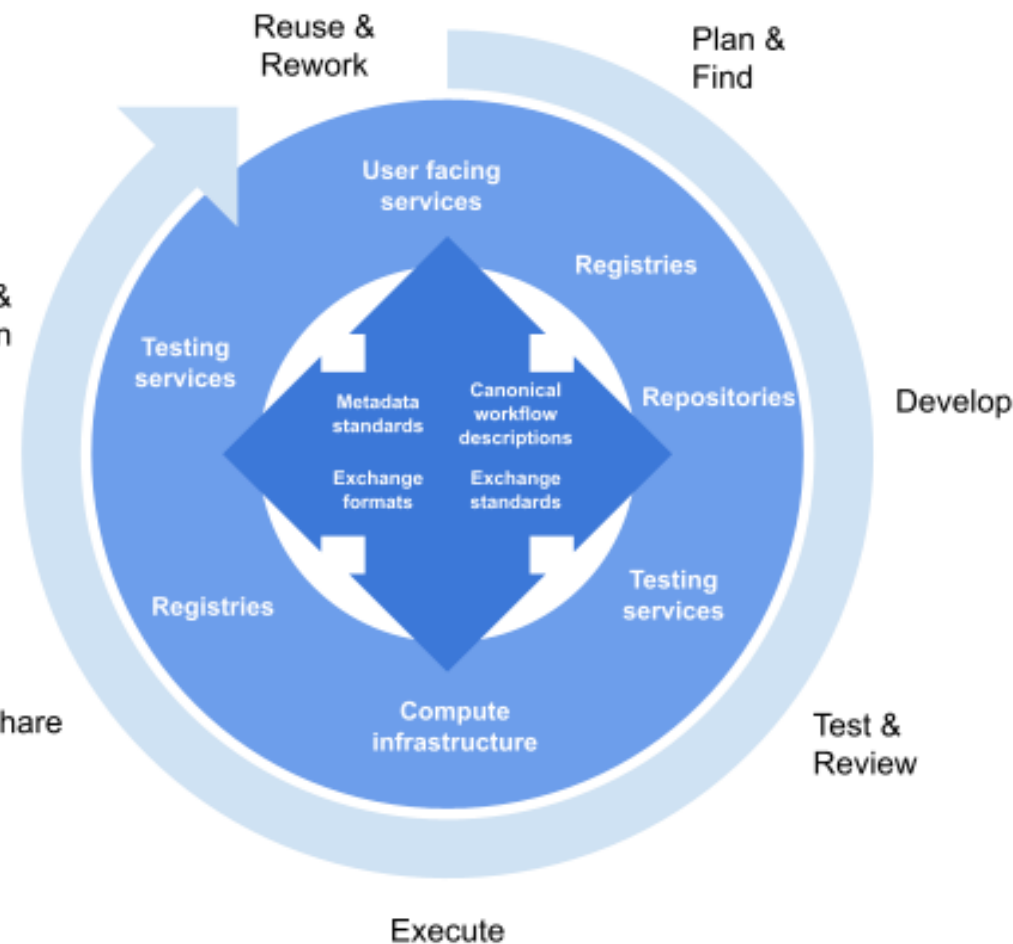 Reuse &
Rework
Plan &
Find
User facing
services
Registries
&
n
Testing
services
Metadata
standards
Canonical
workflow
descriptions
Repositories
Develop
Exchange
formats
Exchange
standards
Testing
services
Registries
Compute
infrastructure
hare
Test &
Review
Execute